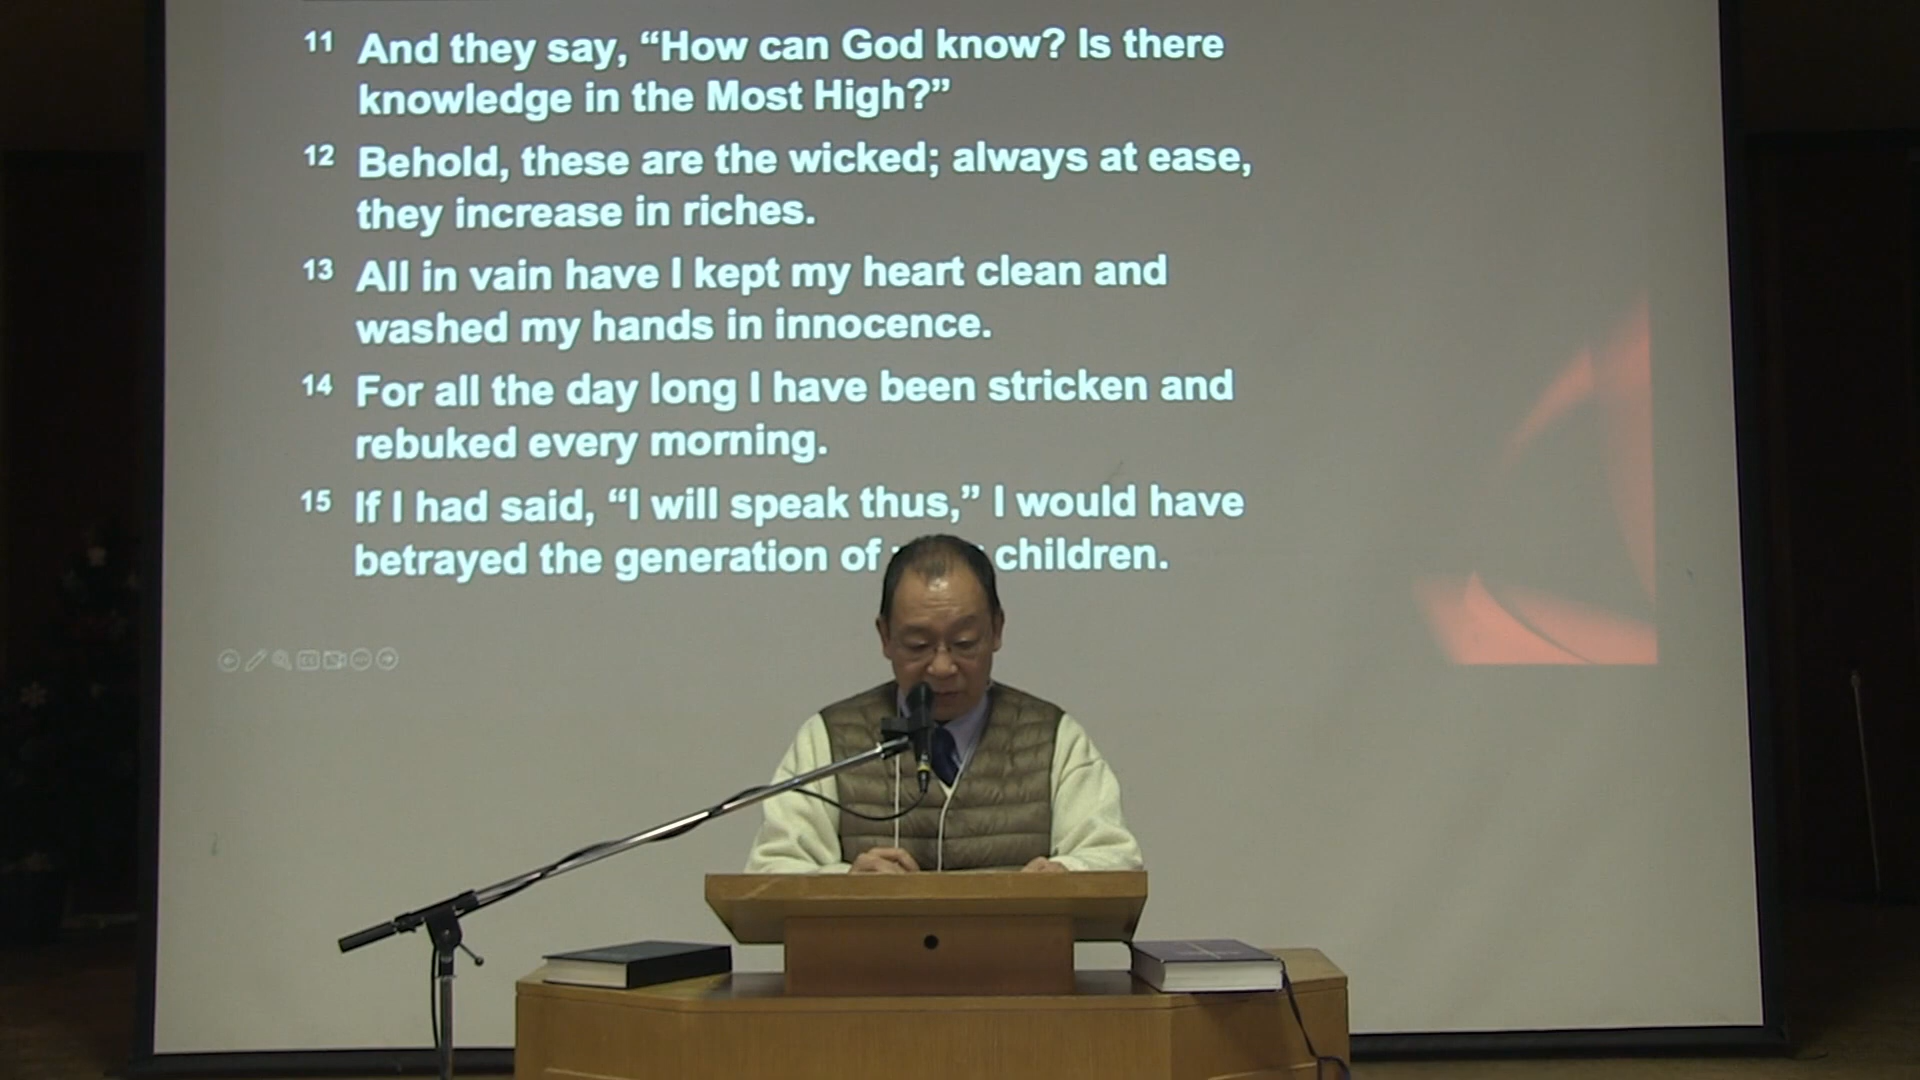 11 And they say, “How can God know? Is there
knowledge in the Most High?”
12 Behold, these are the wicked; always at ease,
they increase in riches.
13 All in vain have I kept my heart clean and
washed my hands in innocence.
14 For all the day long I have been stricken and
rebuked every morning.
15 If I had said, “I will speak thus,” I would have
betrayed the generation of children.